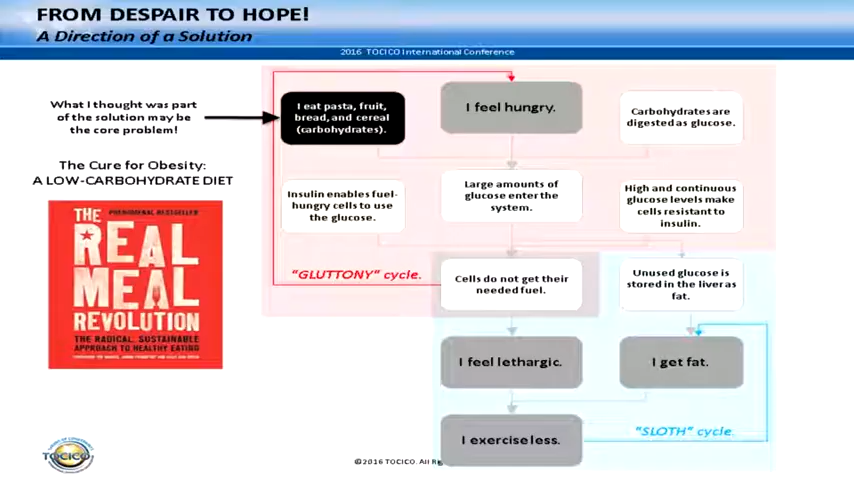 FROM DESPAIR TO HOPE!
A Direction of a Solution
2016 TOCICO International Conference
What I thought was part
of the solution may be
the core problem!
The Cure for Obesity:
A LOW-CARBOHYDRATE DIET
THE
PHENOMENAL BESTSELLER
REAL
MEAL
REVOLUTION
THE RADICAL, SUSTAINABLE
APPROACH TO HEALTHY EATING
I eat pasta, fruit,
bread, and cereal
(carbohydrates).
I feel hungry.
Carbohydrates are
digested as glucose.
Insulin enables fuel-
hungry cells to use
the glucose.
Large amounts of
glucose enter the
system.
High and continuous
glucose levels make
cells resistant to
insulin.
"GLUTTONY" cycle.
Cells do not get their
needed fuel.
Unused glucose is
stored in the liver as
fat.
I feel lethargic.
I get fat.
I exercise less.
"SLOTH" cycle.
TOCICO
©2016 TOCICO. All Rig